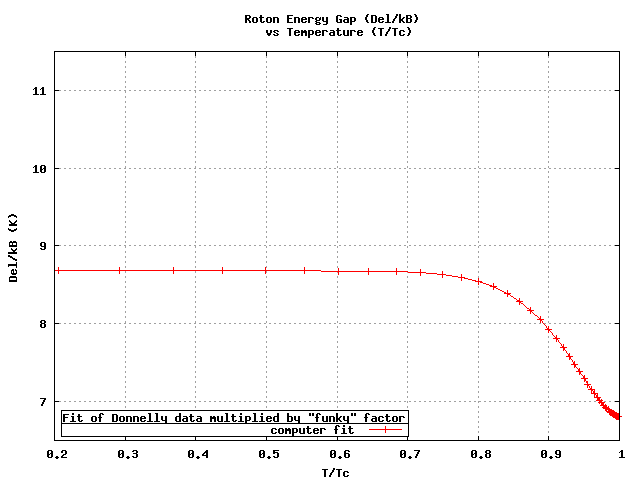 Roton Energy Gap (Del/kB)
vs Temperature (T/Tc)
11
10
9
8
7
Del/kB (K)
Fit of Donnelly data multiplied by "funky" factor
computer fit
0.2 0.3 0.4 0.5 0.6 0.7 0.8 0.9 1
T/Tc